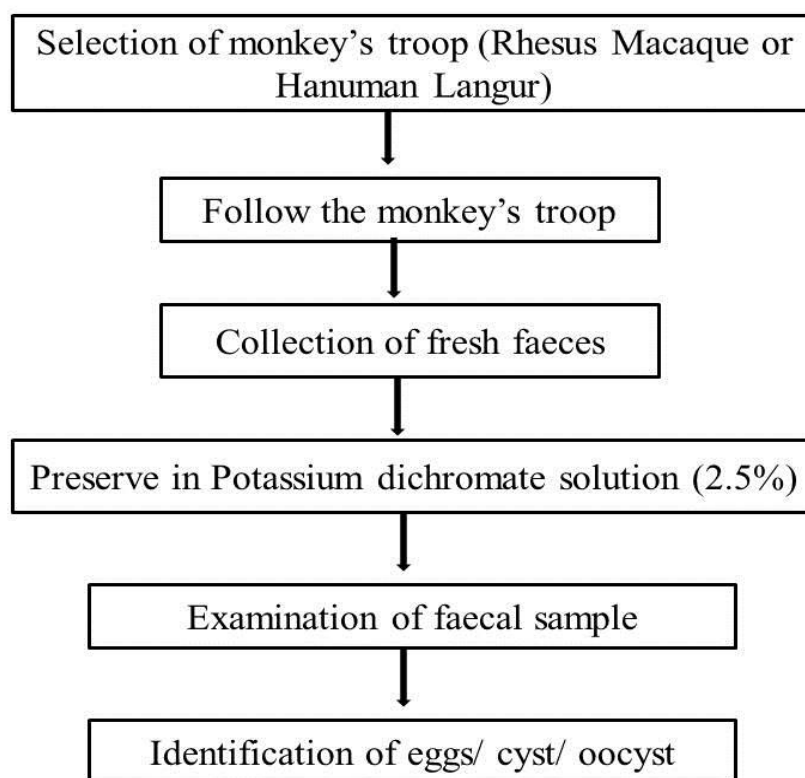 Selection of monkey’s troop (Rhesus Macaque or
Hanuman Langur)
Follow the monkey’s troop
Collection of fresh faeces
Preserve in Potassium dichromate solution (2.5%)
Examination of faecal sample
Identification of eggs/ cyst/ oocyst